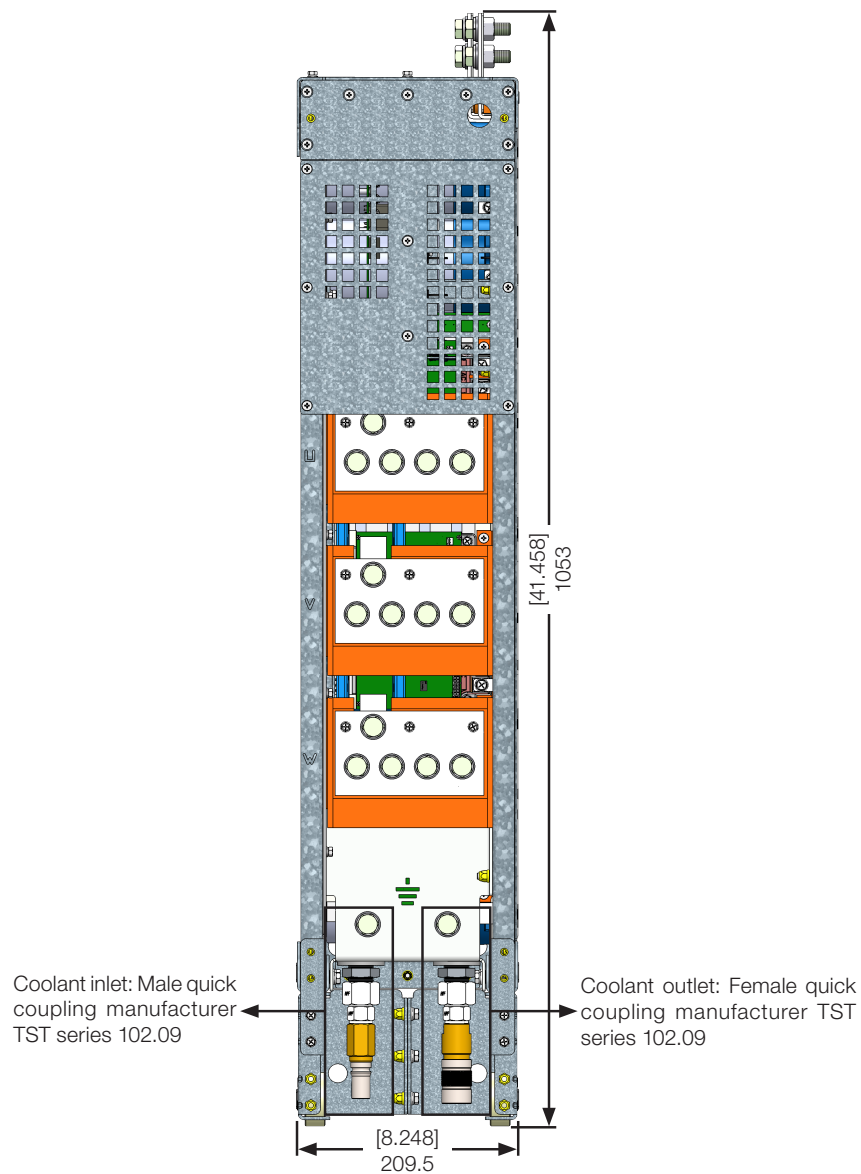 U
V
[41.458]
1053
W
Coolant inlet: Male quick
coupling manufacturer
TST series 102.09
Coolant outlet: Female quick
coupling manufacturer TST
series 102.09
[8.248]
209.5